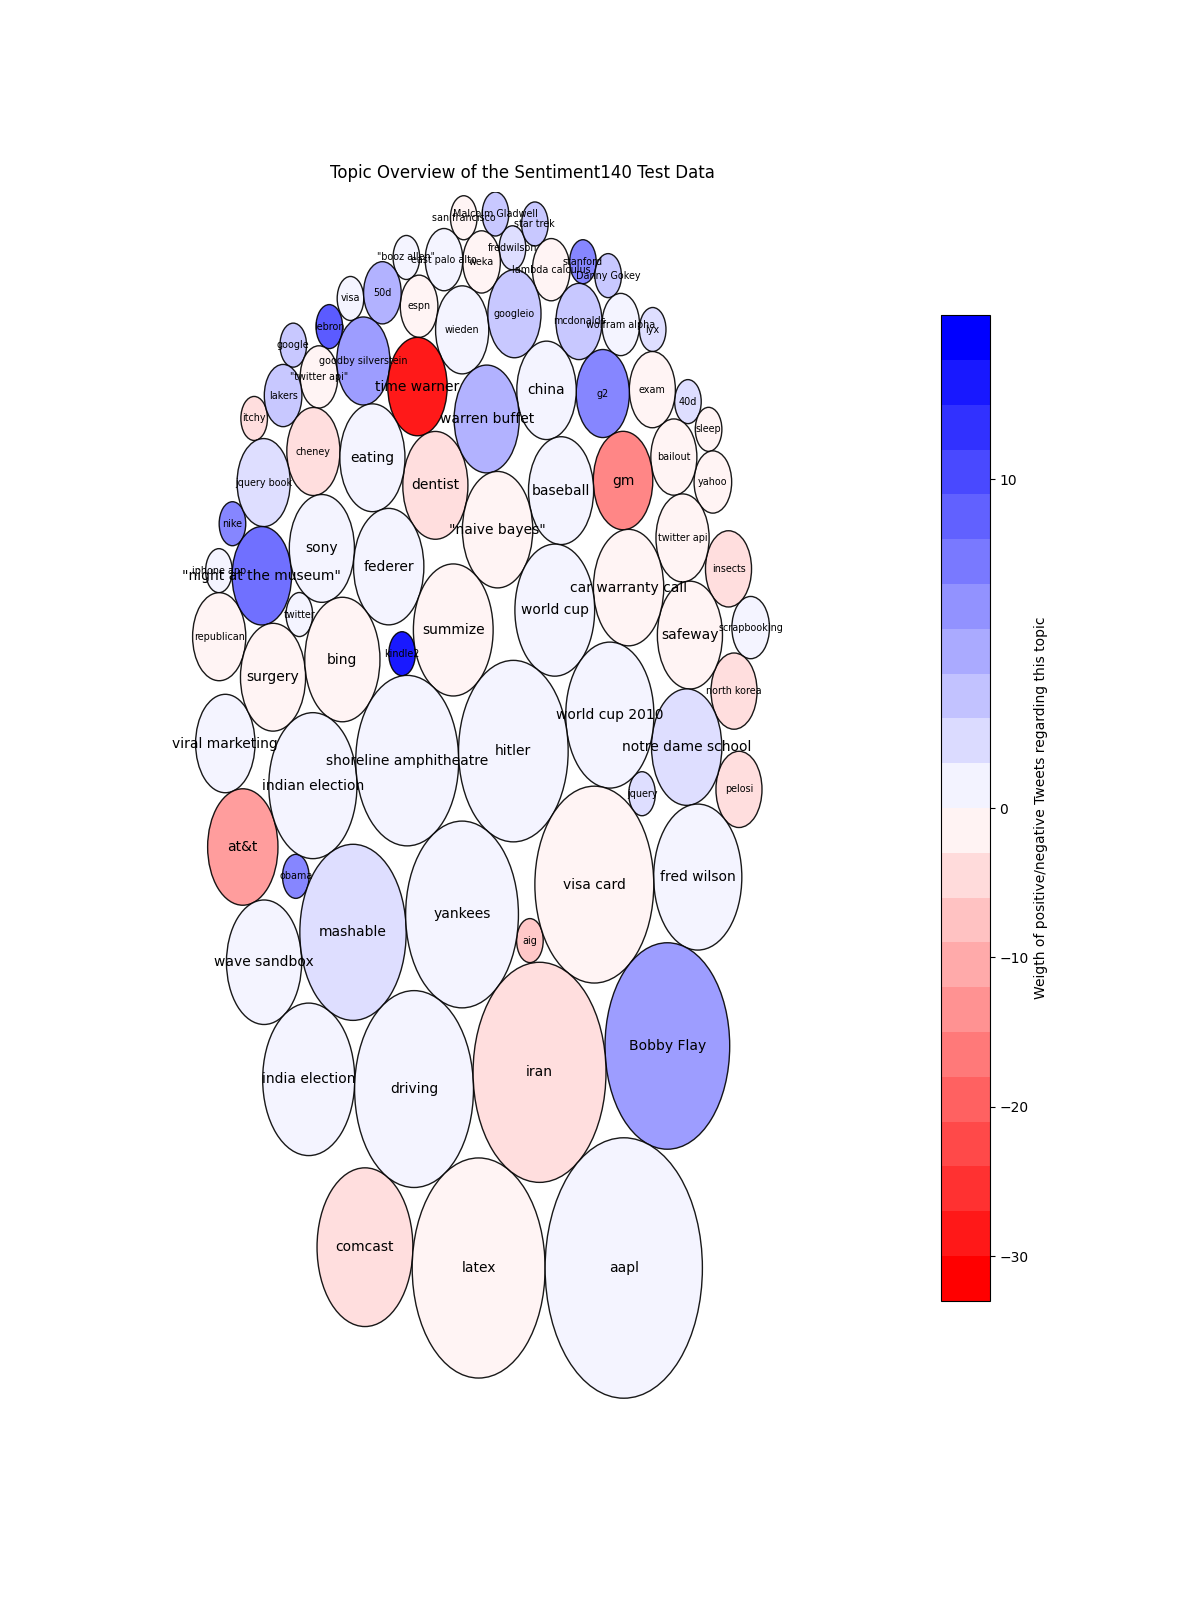 Topic Overview of the Sentiment140 Test Data
Malcolm Gladwell
san francisco
star trek
fredwilson
"booz allen"
east palo alto
weka
stanford
lambda calculus
Danny Gokey
50d
visa
espn
googleio
mcdonalds
wolfram alpha
lyx
lebron
wieden
google
goodby silverstein
"twitter api"
time warner
china
exam
g2
lakers
40d
itchy
warren buffet
sleep
cheney
eating
bailout
gm
yahoo
jquery book
dentist
baseball
nike
"naive bayes"
twitter api
sony
federer
insects
iphone app
"night at the museum"
car warranty call
world cup
twitter
scrapbooking
summize
safeway
republican
kindle2
bing
surgery
north korea
world cup 2010
viral marketing
notre dame school
hitler
shoreline amphitheatre
indian election
pelosi
jquery
at&t
obama
fred wilson
visa card
yankees
mashable
aig
wave sandbox
Bobby Flay
iran
india election
driving
comcast
latex
aapl
10
0
−10
−20
−30
Weigth of positive/negative Tweets regarding this topic